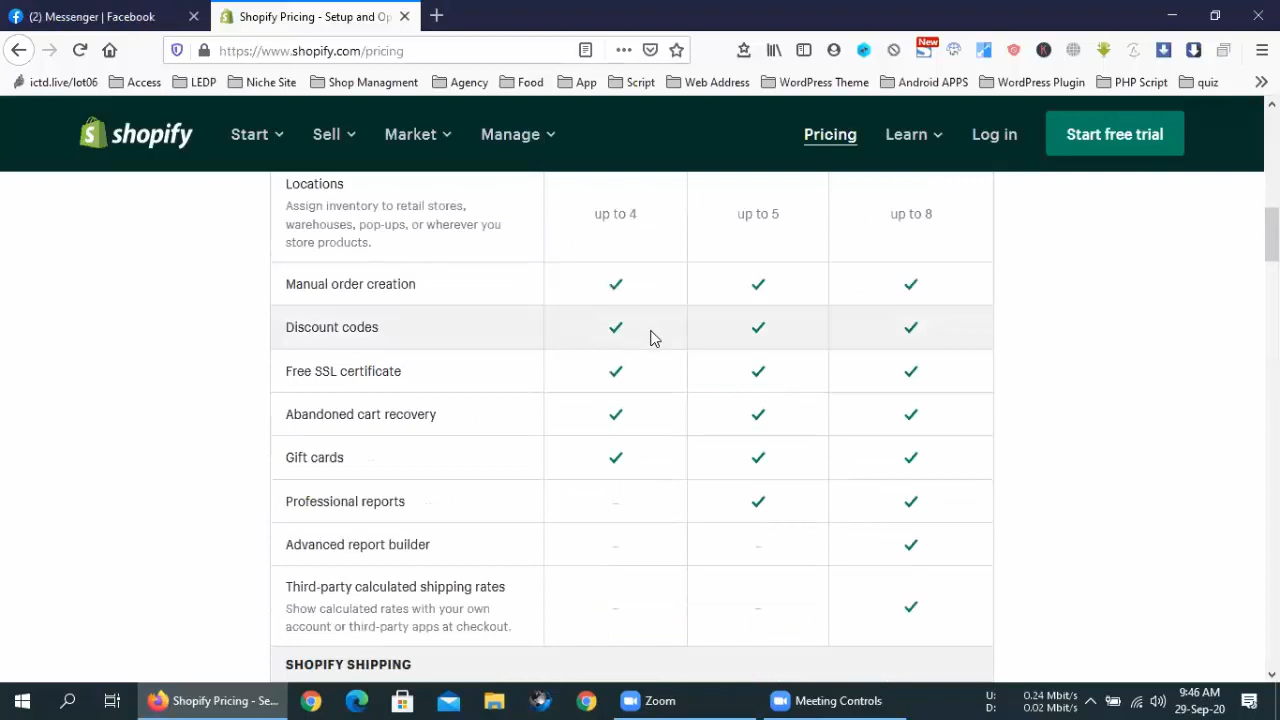 (2) Messenger | Facebook
Shopify Pricing - Setup and Op
https://www.shopify.com/pricing
New
ictd.live/lot06
Access
LEDP
Niche Site
Shop Managment
Agency
Food
App
Script
Web Address
WordPress Theme
Android APPS
WordPress Plugin
PHP Script
quiz
shopify
Start
Sell
Market
Manage
Pricing
Learn
Log in
Start free trial
Locations
Assign inventory to retail stores,
warehouses, pop-ups, or wherever you
store products.
up to 4
up to 5
up to 8
Manual order creation
Discount codes
Free SSL certificate
Abandoned cart recovery
Gift cards
Professional reports
Advanced report builder
Third-party calculated shipping rates
Show calculated rates with your own
account or third-party apps at checkout.
SHOPIFY SHIPPING
Shopify Pricing - Se...
Zoom
Meeting Controls
U: 0.24 Mbit/s
D: 0.02 Mbit/s
9:46 AM
29-Sep-20